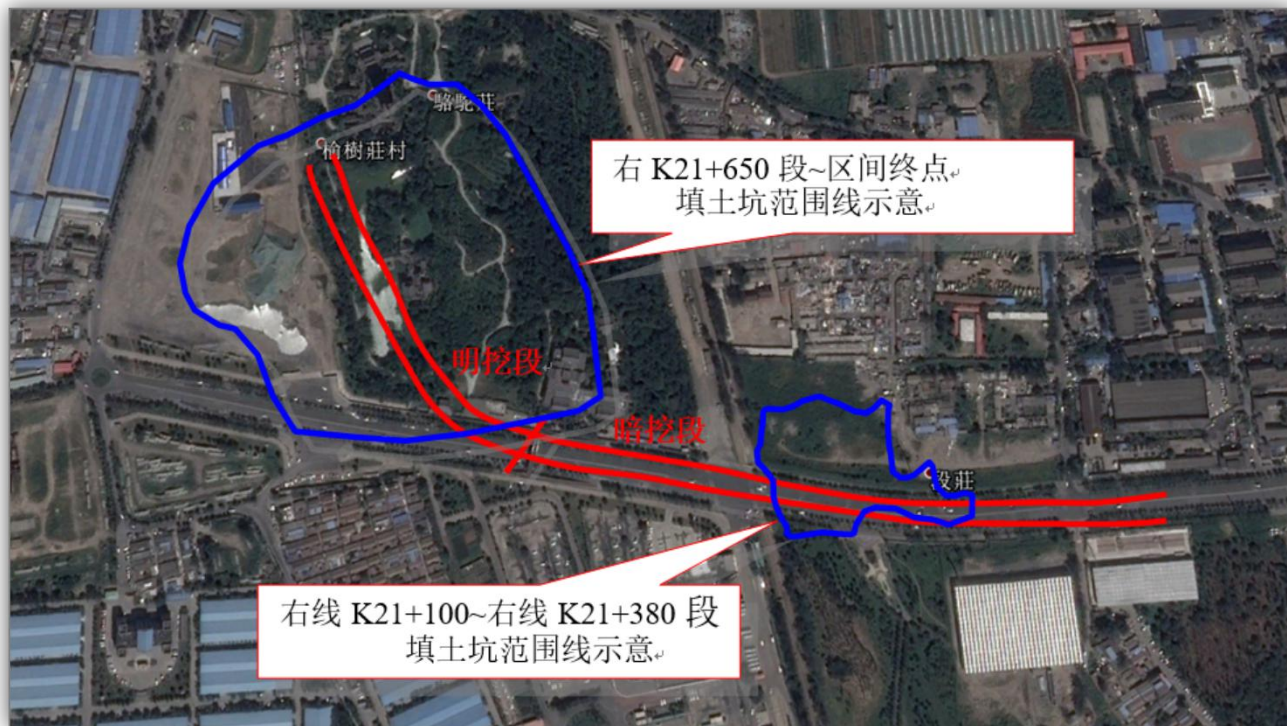 駱駝莊
榆樹莊村
右 K21+650 段~区间终点
填土坑范围线示意
明挖段
暗挖段
段莊
右线 K21+100~右线 K21+380 段
填土坑范围线示意